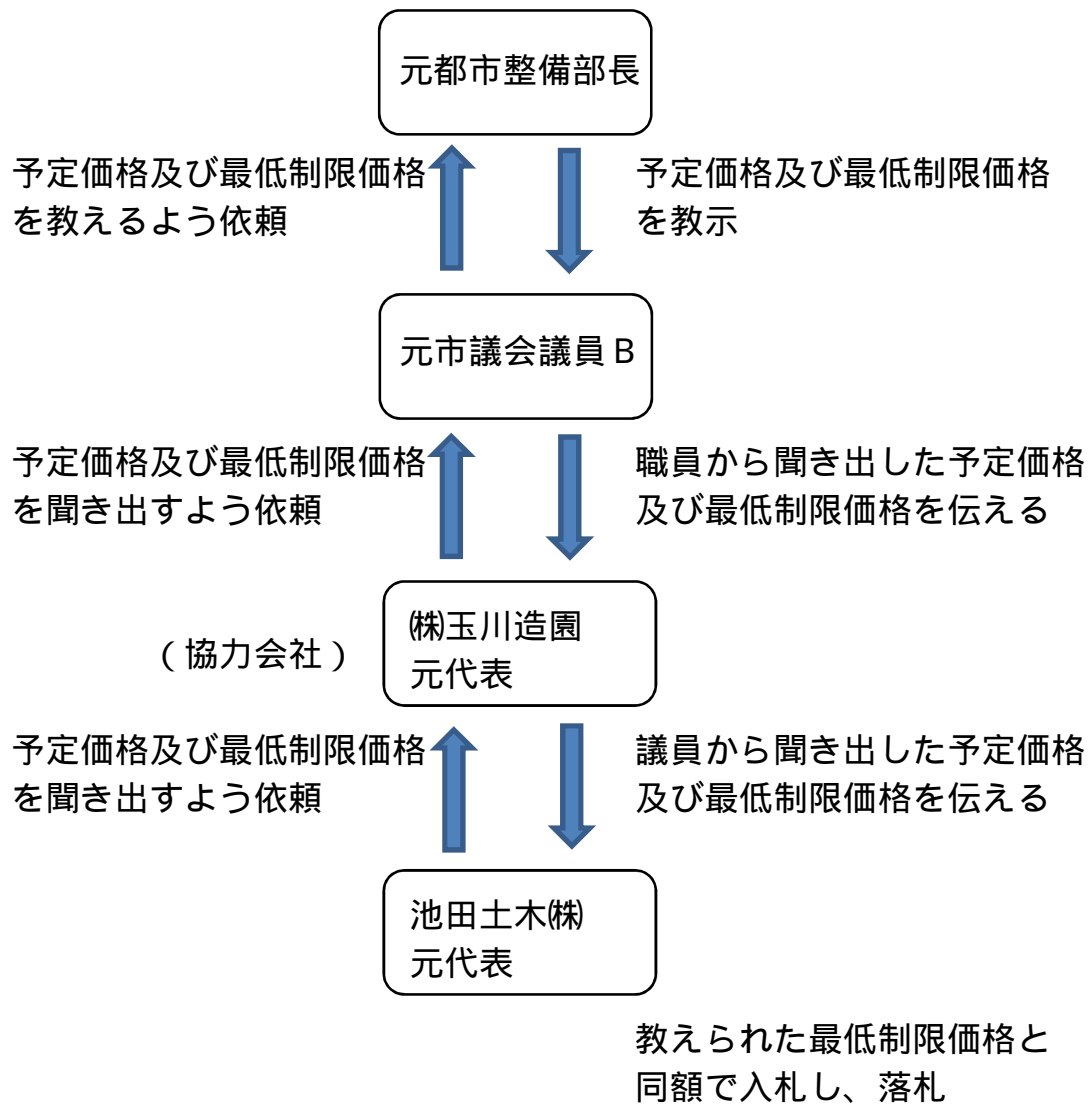 元都市整備部長
予定価格及び最低制限価格
を教えるよう依頼
予定価格及び最低制限価格
を教示
元市議会議員B
予定価格及び最低制限価格
を聞き出すよう依頼
職員から聞き出した予定価格
及び最低制限価格を伝える
(協力会社)
㈱玉川造園
元代表
予定価格及び最低制限価格
を聞き出すよう依頼
議員から聞き出した予定価格
及び最低制限価格を伝える
池田土木㈱
元代表
教えられた最低制限価格と
同額で入札し、落札